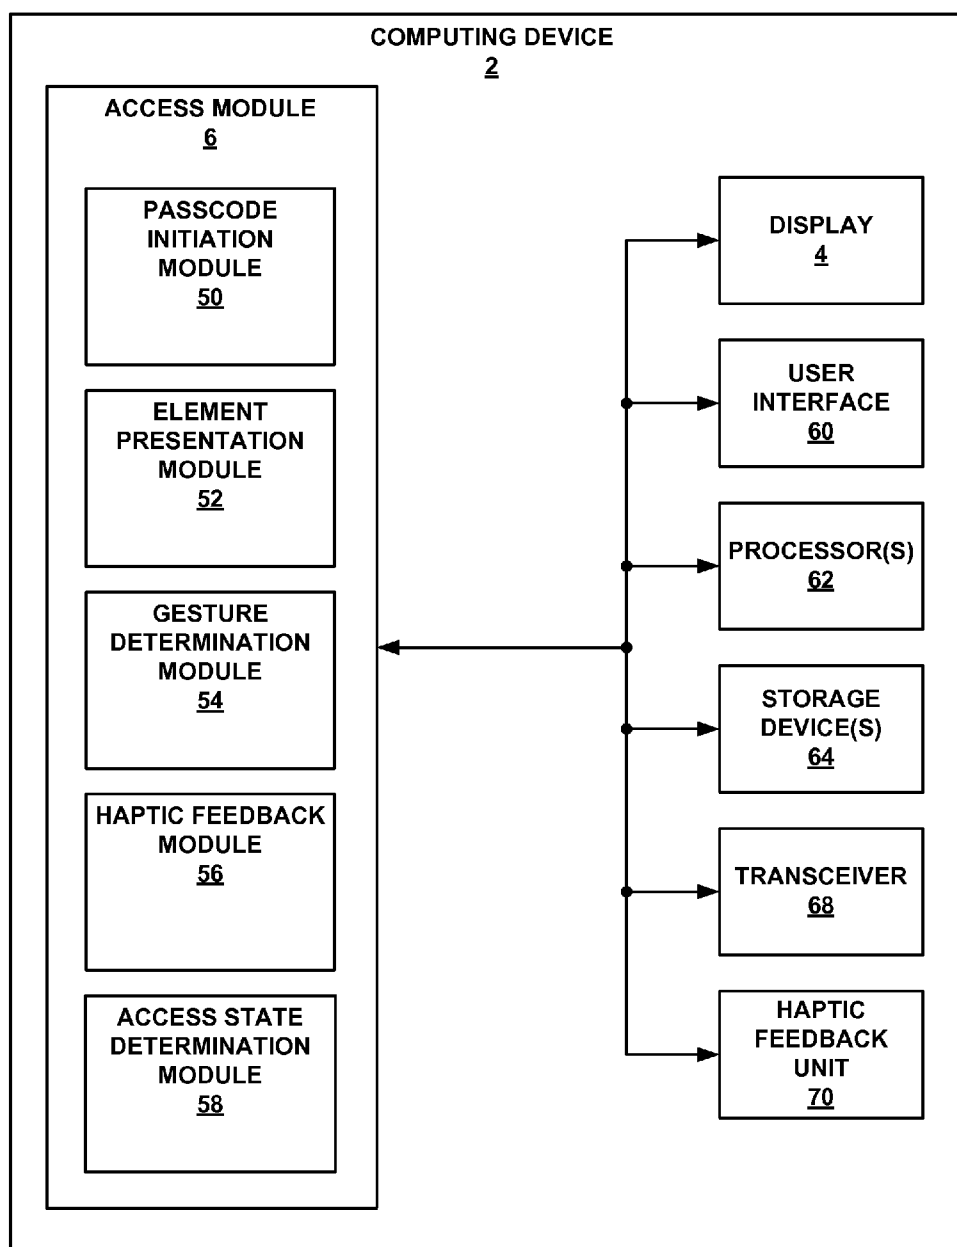 COMPUTING DEVICE
2
ACCESS MODULE
6
PASSCODE
INITIATION
MODULE
50
ELEMENT
PRESENTATION
MODULE
52
GESTURE
DETERMINATION
MODULE
54
HAPTIC FEEDBACK
MODULE
56
ACCESS STATE
DETERMINATION
MODULE
58
DISPLAY
4
USER
INTERFACE
60
PROCESSOR(S)
62
STORAGE
DEVICE(S)
64
TRANSCEIVER
68
HAPTIC
FEEDBACK
UNIT
70